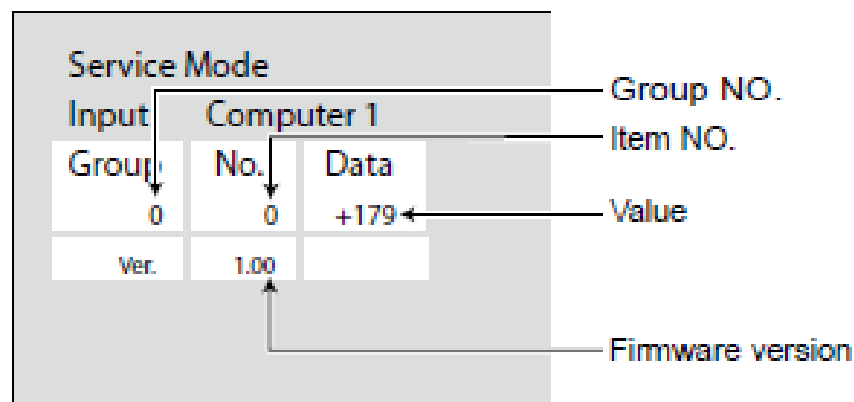 Service Mode
Input Computer 1
Group NO.
Item NO.
Group No. Data
0 0 +179
Value
Ver. 1.00
Firmware version